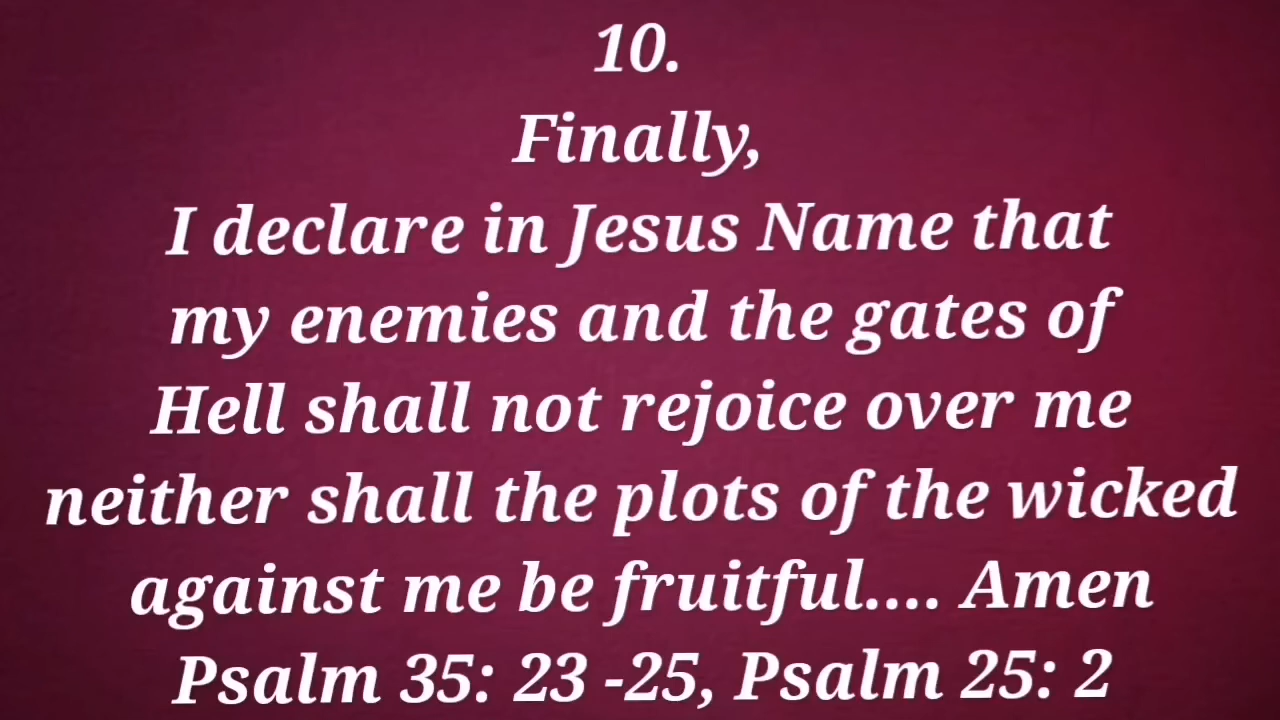 10.
Finally,
I declare in Jesus Name that
my enemies and the gates of
Hell shall not rejoice over me
neither shall the plots of the wicked
against me be fruitful.... Amen
Psalm 35: 23 -25, Psalm 25: 2